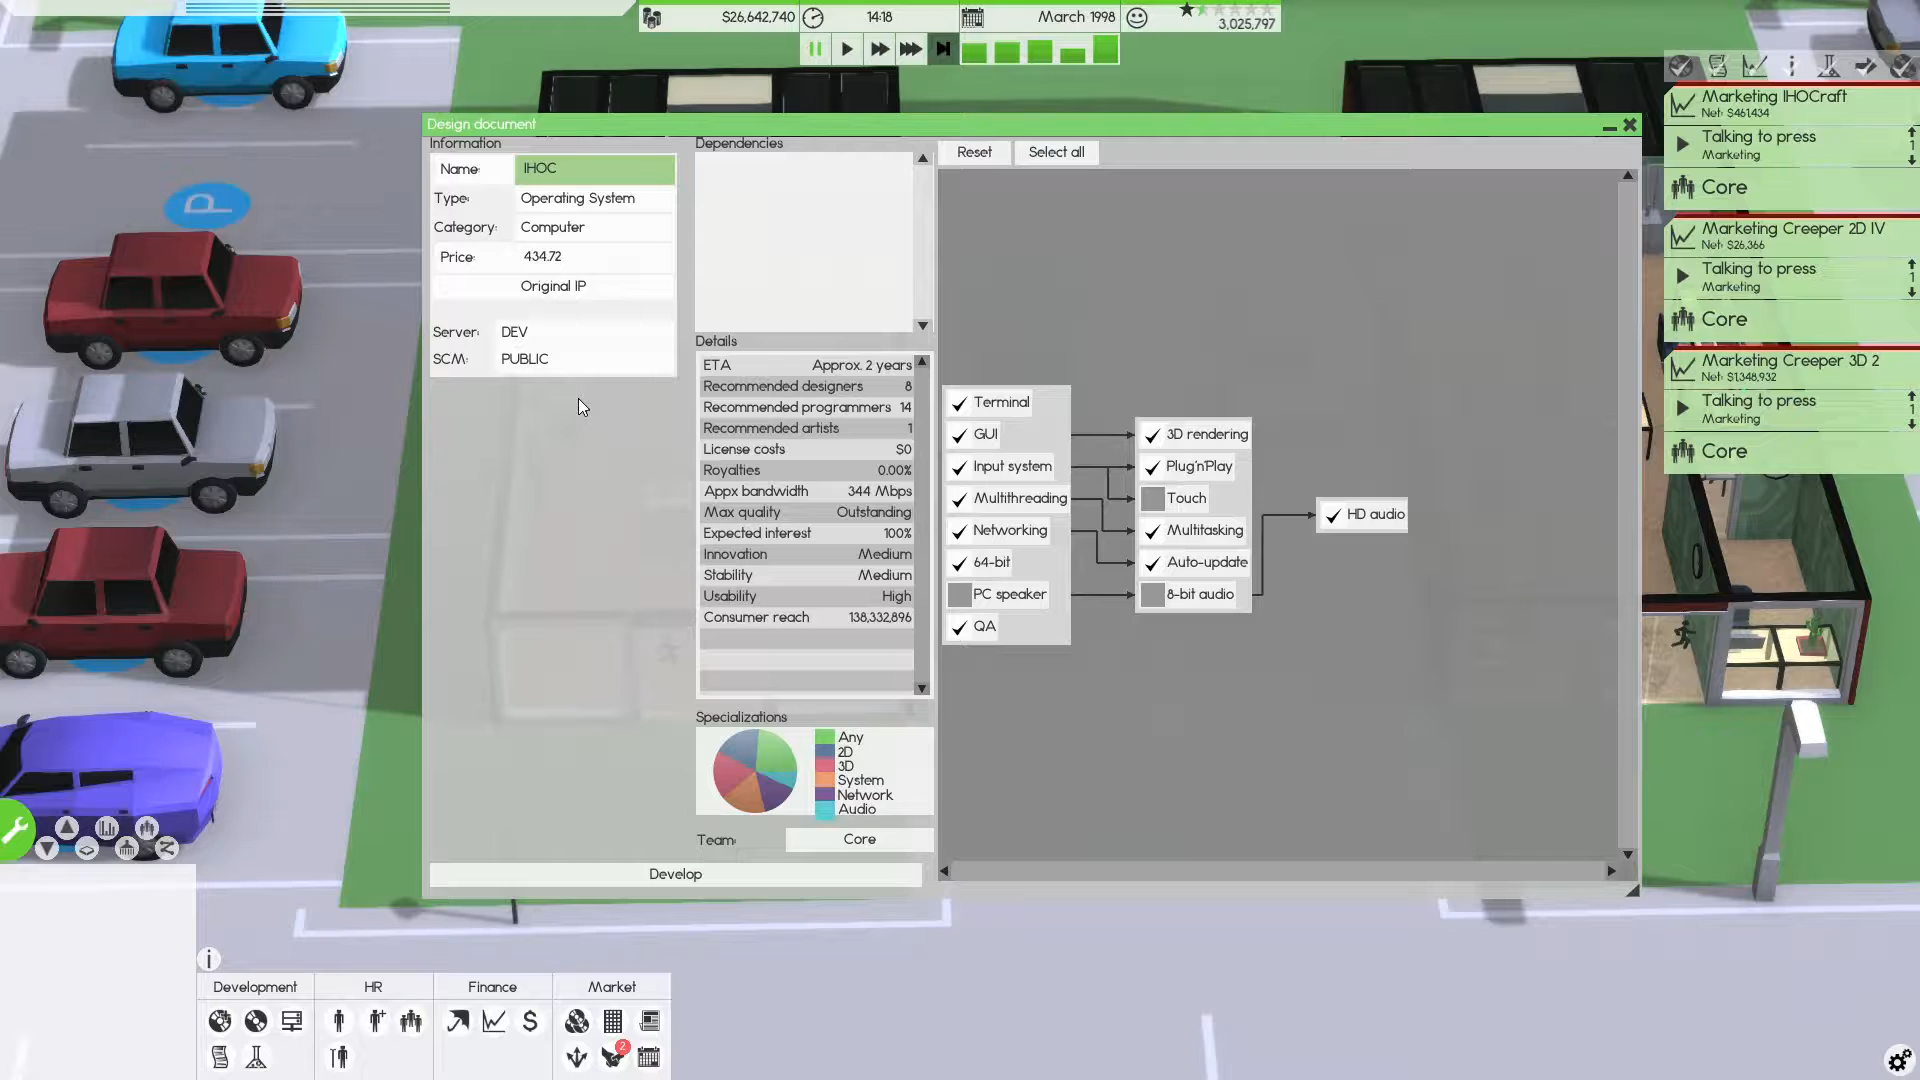 $26,642,740
14:18
March 1998
3,025,797
Marketing IHOCraft
Net: $461,434
Talking to press
Marketing
1
Core
Marketing Creeper 2D IV
Net: $26,366
Talking to press
Marketing
1
Core
Marketing Creeper 3D 2
Net: $1,348,932
Talking to press
Marketing
1
Core
P
Design document
Information
Name: IHOC
Type: Operating System
Category: Computer
Price: 434.72
Original IP
Server: DEV
SCM: PUBLIC
Dependencies
Details
ETA Approx. 2 years
Recommended designers 8
Recommended programmers 14
Recommended artists 1
License costs $0
Royalties 0.00%
Appx bandwidth 344 Mbps
Max quality Outstanding
Expected interest 100%
Innovation Medium
Stability Medium
Usability High
Consumer reach 138,332,896
Specializations
Any
2D
3D
System
Network
Audio
Team: Core
Develop
Reset
Select all
Terminal
GUI
Input system
Multithreading
Networking
64-bit
PC speaker
QA
3D rendering
Plug'n'Play
Touch
Multitasking
Auto-update
8-bit audio
HD audio
i
Development
HR
Finance
Market
$
2